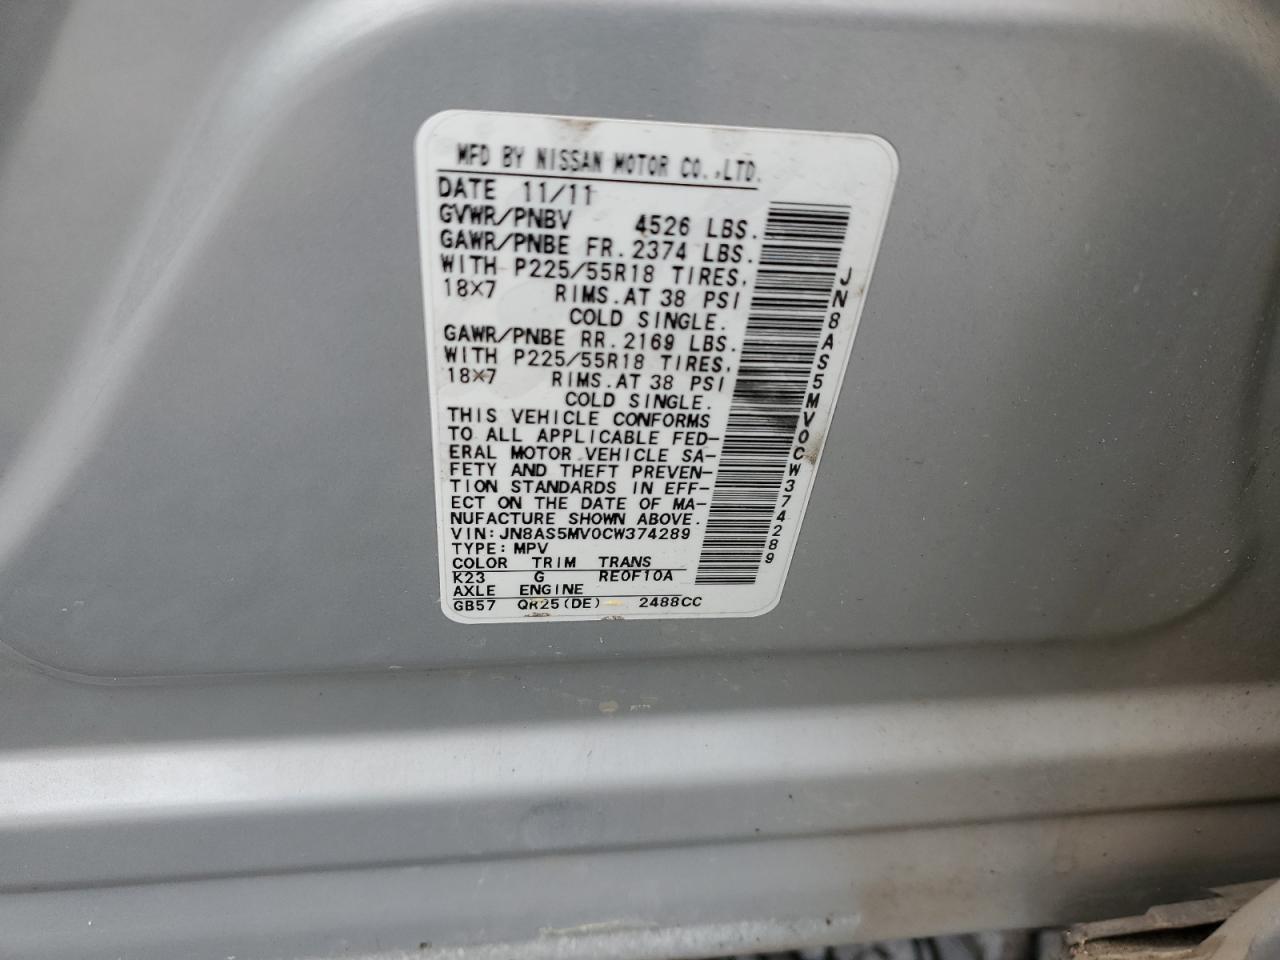 MFD BY NISSAN MOTOR CO.,LTD.
DATE 11/11
GVWR/PNBV 4526 LBS.
GAWR/PNBE FR. 2374 LBS.
WITH P225/55R18 TIRES,
18×7 RIMS.AT 38 PSI
COLD SINGLE.
GAWR/PNBE RR. 2169 LBS.
WITH P225/55R18 TIRES,
18×7 RIMS.AT 38 PSI
COLD SINGLE.
THIS VEHICLE CONFORMS
TO ALL APPLICABLE FED-
ERAL MOTOR VEHICLE SA-
FETY AND THEFT PREVEN-
TION STANDARDS IN EFF-
ECT ON THE DATE OF MA-
NUFACTURE SHOWN ABOVE.
VIN: JN8AS5MV0CW374289
TYPE: MPV
COLOR TRIM TRANS
K23 G RE0F10A
AXLE ENGINE
GB57 QR25(DE) 2488CC
JN8AS5MV0CW374289